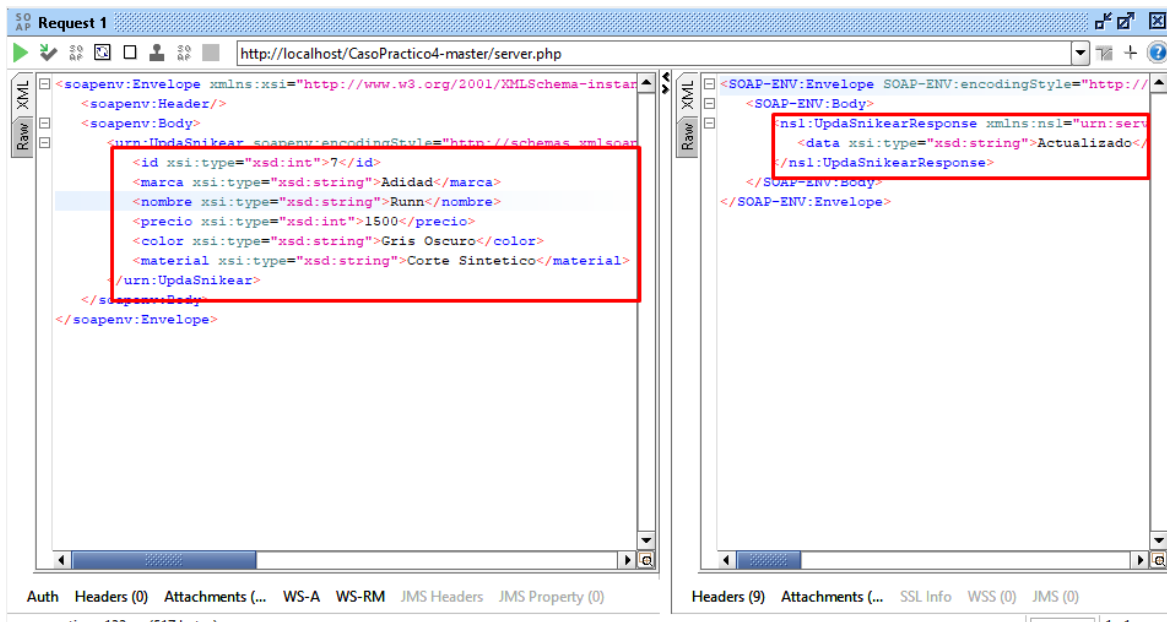 SO AP Request 1
http://localhost/CasoPractico4-master/server.php
XML
Raw
<soapenv:Envelope xmlns:xsi="http://www.w3.org/2001/XMLSchema-instan
<soapenv:Header/>
<soapenv:Body>
<urn:UpdaSnikear soapenv:encodingStyle="http://schemas.xmlsoap
<id xsi:type="xsd:int">7</id>
<marca xsi:type="xsd:string">Adidad</marca>
<nombre xsi:type="xsd:string">Runn</nombre>
<precio xsi:type="xsd:int">1500</precio>
<color xsi:type="xsd:string">Gris Oscuro</color>
<material xsi:type="xsd:string">Corte Sintetico</material>
</urn:UpdaSnikear>
</soapenv:Body>
</soapenv:Envelope>
Auth Headers (0) Attachments (... WS-A WS-RM JMS Headers JMS Property (0)
XML
Raw
<SOAP-ENV:Envelope SOAP-ENV:encodingStyle="http://
<SOAP-ENV:Body>
<ns1:UpdaSnikearResponse xmlns:ns1="urn:serv
<data xsi:type="xsd:string">Actualizado</
</ns1:UpdaSnikearResponse>
</SOAP-ENV:Body>
</SOAP-ENV:Envelope>
Headers (9) Attachments (... SSL Info WSS (0) JMS (0)